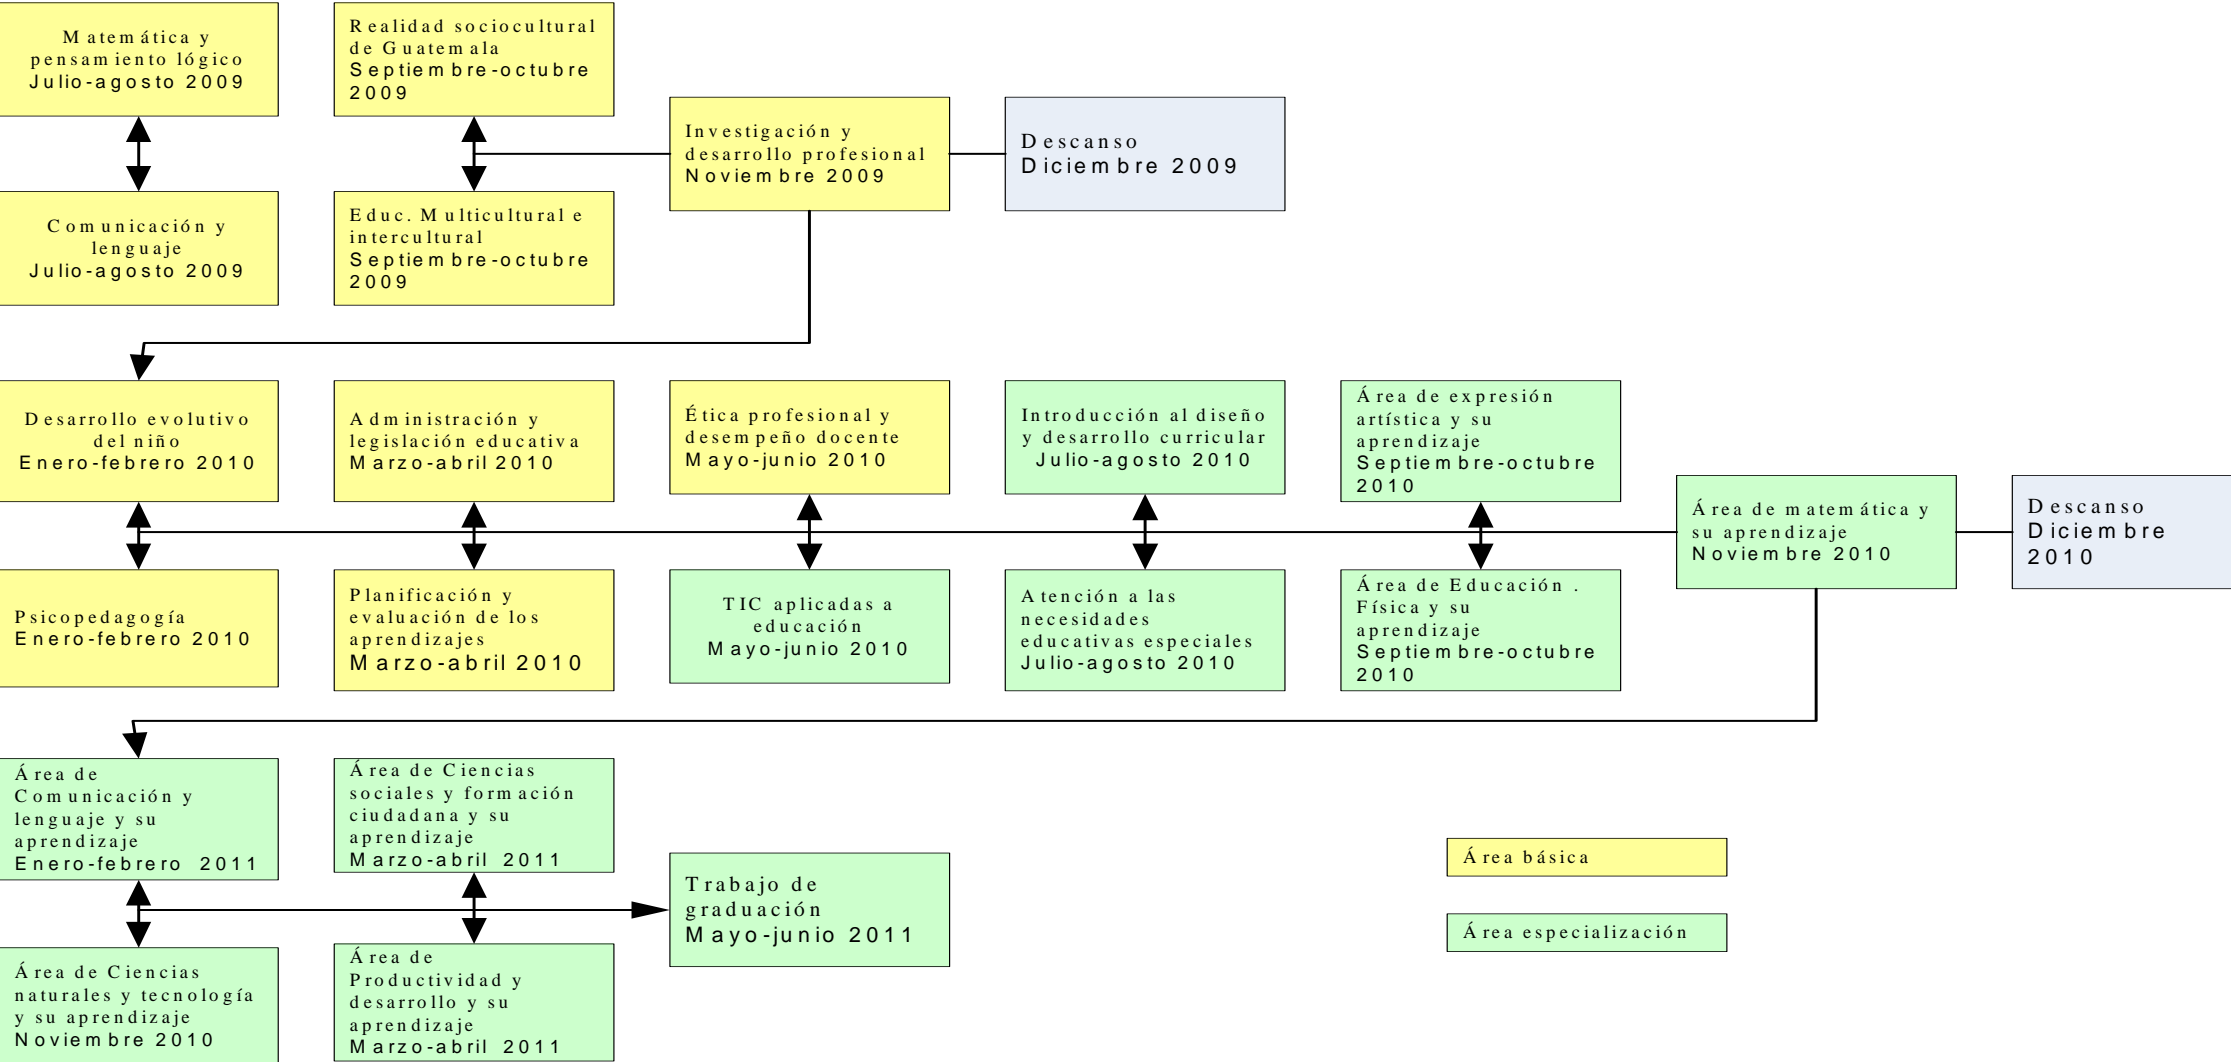 Matemática y
pensamiento lógico
Julio-agosto 2009
Realidad sociocultural
de Guatemala
Septiembre-octubre
2009
Investigación y
desarrollo profesional
Noviembre 2009
Descanso
Diciembre 2009
Comunicación y
lenguaje
Julio-agosto 2009
Educ. Multicultural e
intercultural
Septiembre-octubre
2009
Desarrollo evolutivo
del niño
Enero-febrero 2010
Administración y
legislación educativa
Marzo-abril 2010
Ética profesional y
desempeño docente
Mayo-junio 2010
Introducción al diseño
y desarrollo curricular
Julio-agosto 2010
Área de expresión
artística y su
aprendizaje
Septiembre-octubre
2010
Área de matemática y
su aprendizaje
Noviembre 2010
Descanso
Diciembre
2010
Psicopedagogía
Enero-febrero 2010
Planificación y
evaluación de los
aprendizajes
Marzo-abril 2010
TIC aplicadas a
educación
Mayo-junio 2010
Atención a las
necesidades
educativas especiales
Julio-agosto 2010
Área de Educación .
Física y su
aprendizaje
Septiembre-octubre
2010
Área de
Comunicación y
lenguaje y su
aprendizaje
Enero-febrero 2011
Área de Ciencias
sociales y formación
ciudadana y su
aprendizaje
Marzo-abril 2011
Trabajo de
graduación
Mayo-junio 2011
Área básica
Área especialización
Área de Ciencias
naturales y tecnología
y su aprendizaje
Noviembre 2010
Área de
Productividad y
desarrollo y su
aprendizaje
Marzo-abril 2011